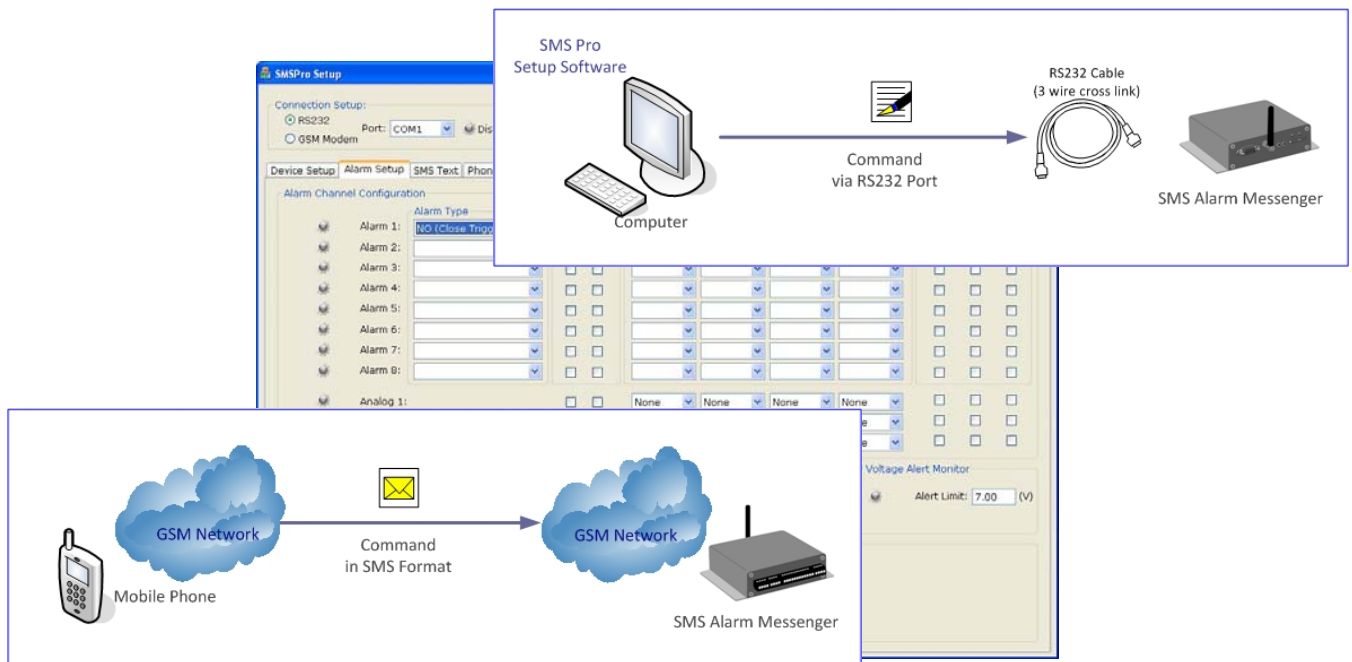 SMS Pro
Setup Software
RS232 Cable
(3 wire cross link)
Command
via RS232 Port
Computer
SMS Alarm Messenger
SMSPro Setup
Connection Setup:
RS232
GSM Modem
Port: COM1
Device Setup Alarm Setup SMS Text
Alarm Channel Configuration
Alarm Type
Alarm 1: NO (Close
Alarm 2:
Alarm 3:
Alarm 4:
Alarm 5:
Alarm 6:
Alarm 7:
Alarm 8:
Analog 1: None None None None
Voltage Alert Monitor
Alert Limit: 7.00 (V)
GSM Network
Command
in SMS Format
GSM Network
Mobile Phone
SMS Alarm Messenger